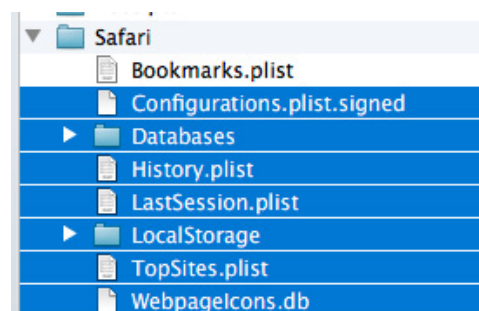 Safari
Bookmarks.plist
Configurations.plist.signed
Databases
History.plist
LastSession.plist
LocalStorage
TopSites.plist
WebpageIcons.db